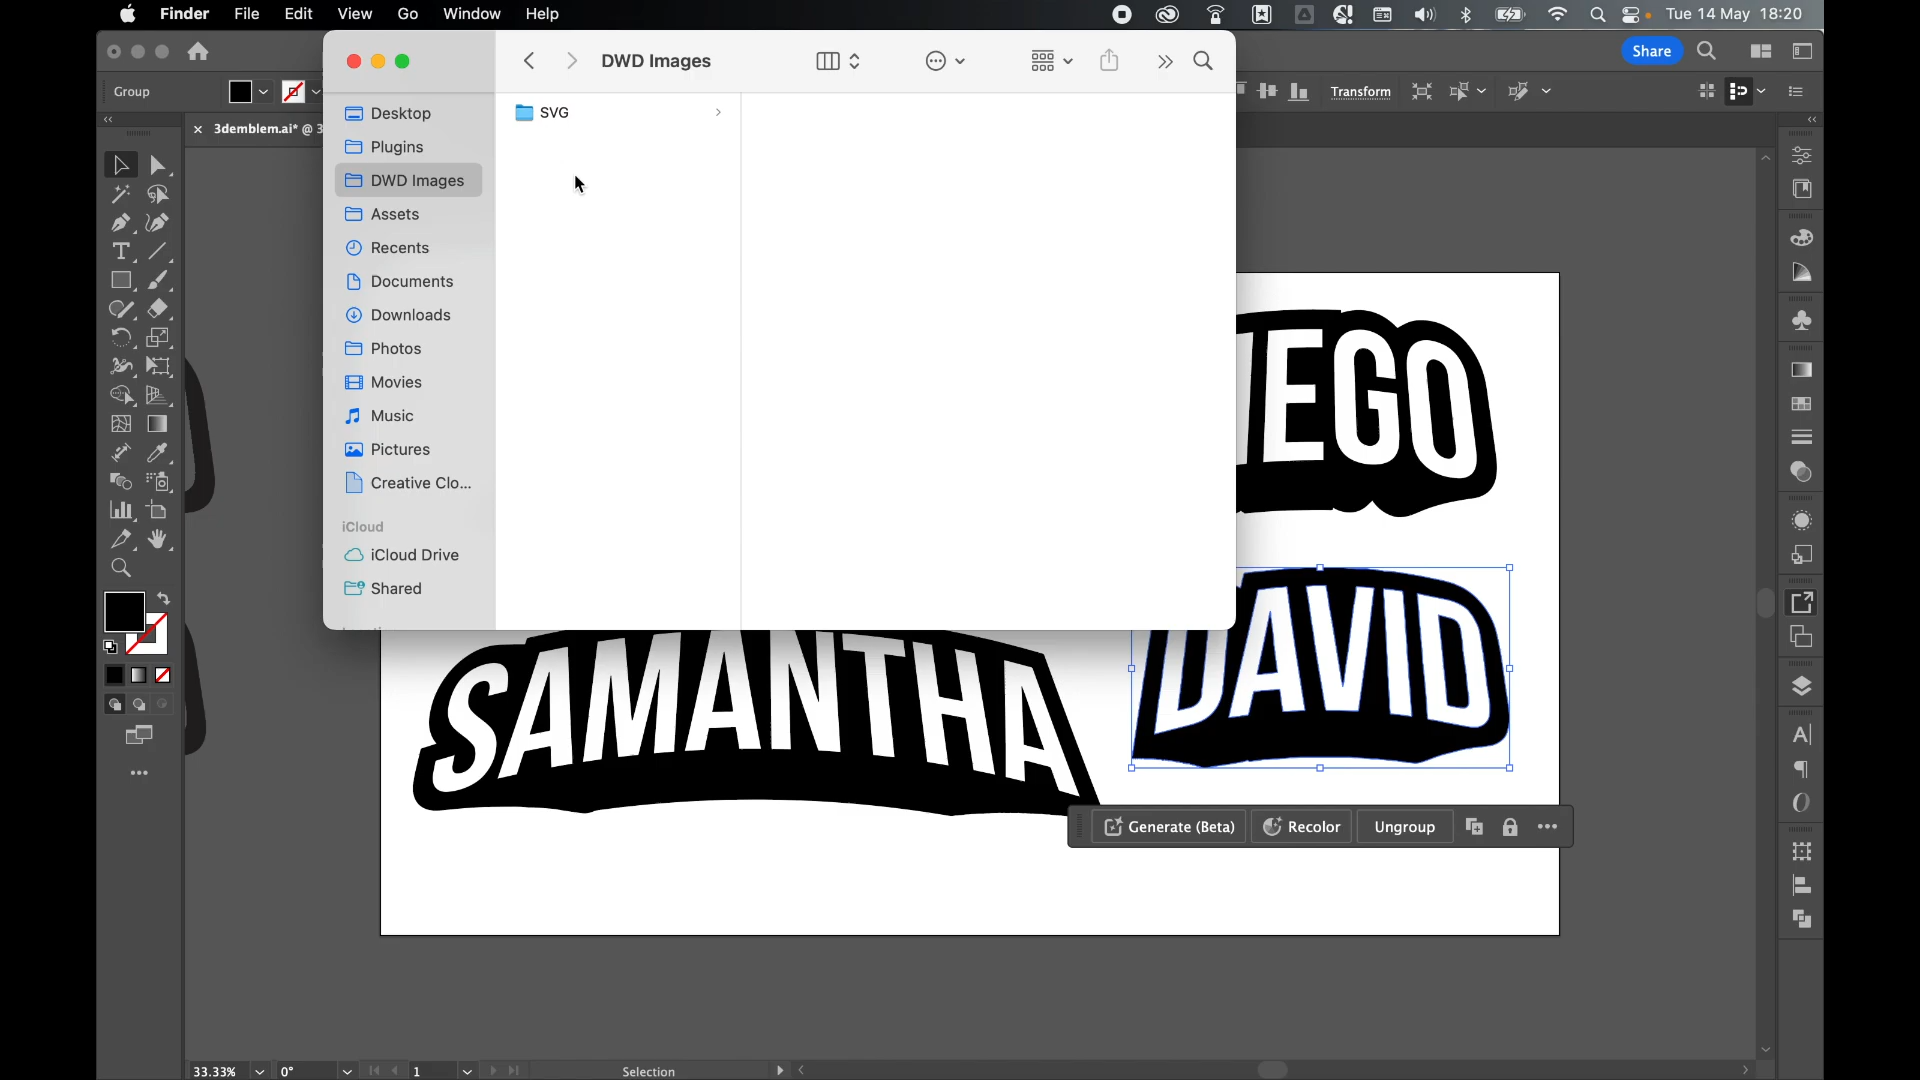 Finder File Edit View Go Window Help Tue 14 May 18:20
DWD Images Share
Group Transform
Desktop SVG
3demblem.ai* @ 3
Plugins
DWD Images
Assets
Recents
Documents
Downloads
Photos
Movies
Music
Pictures
Creative Clo...
iCloud
iCloud Drive
Shared
EGO
DAVID
SAMANTHA
Generate (Beta) Recolor Ungroup
33.33% 0° 1 Selection